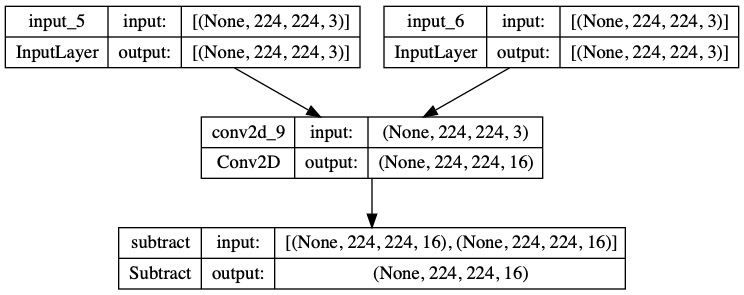 input_5 input: [(None, 224, 224, 3)]
InputLayer output: [(None, 224, 224, 3)]
input_6 input: [(None, 224, 224, 3)]
InputLayer output: [(None, 224, 224, 3)]
conv2d_9 input: (None, 224, 224, 3)
Conv2D output: (None, 224, 224, 16)
subtract input: [(None, 224, 224, 16), (None, 224, 224, 16)]
Subtract output: (None, 224, 224, 16)